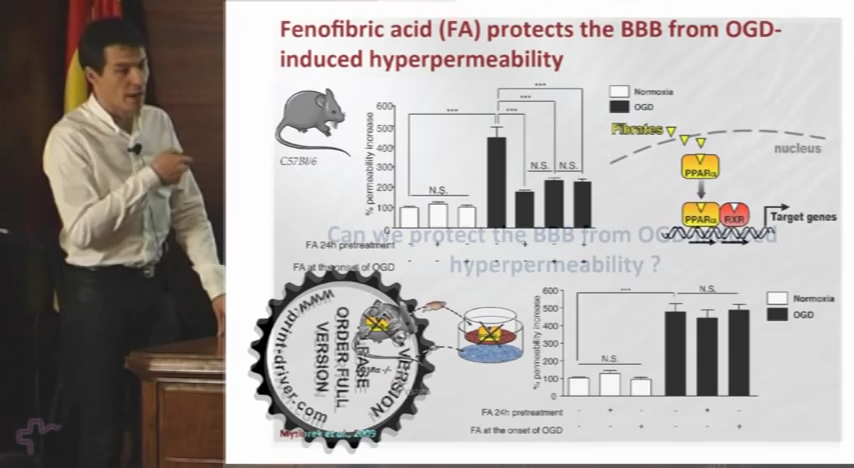 Fenofibric acid (FA) protects the BBB from OGD-
induced hyperpermeability
C57Bl/6
% permeability increase
600
500
400
300
200
100
0
***
***
***
***
N.S.
N.S.
N.S.
Normoxia
OGD
Fibrates
nucleus
PPARα
PPARα RXR
Target genes
FA 24h pretreatment - + - - + - +
FA at the onset of OGD
Can we protect the BBB from OGD
hyperpermeability ?
www.print-driver.com
ORDER FULL
VERSION
VERSION
% permeability increase
600
500
400
300
200
100
0
***
N.S.
N.S.
Normoxia
OGD
FA 24h pretreatment - + - - + -
FA at the onset of OGD - - + - - +
2009